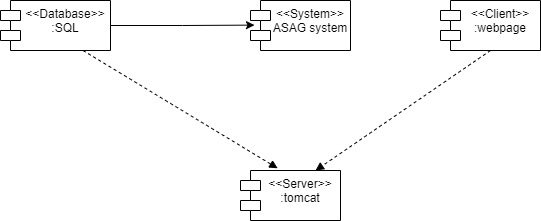 <<Database>>
:SQL
<<System>>
ASAG system
<<Client>>
:webpage
<<Server>>
:tomcat